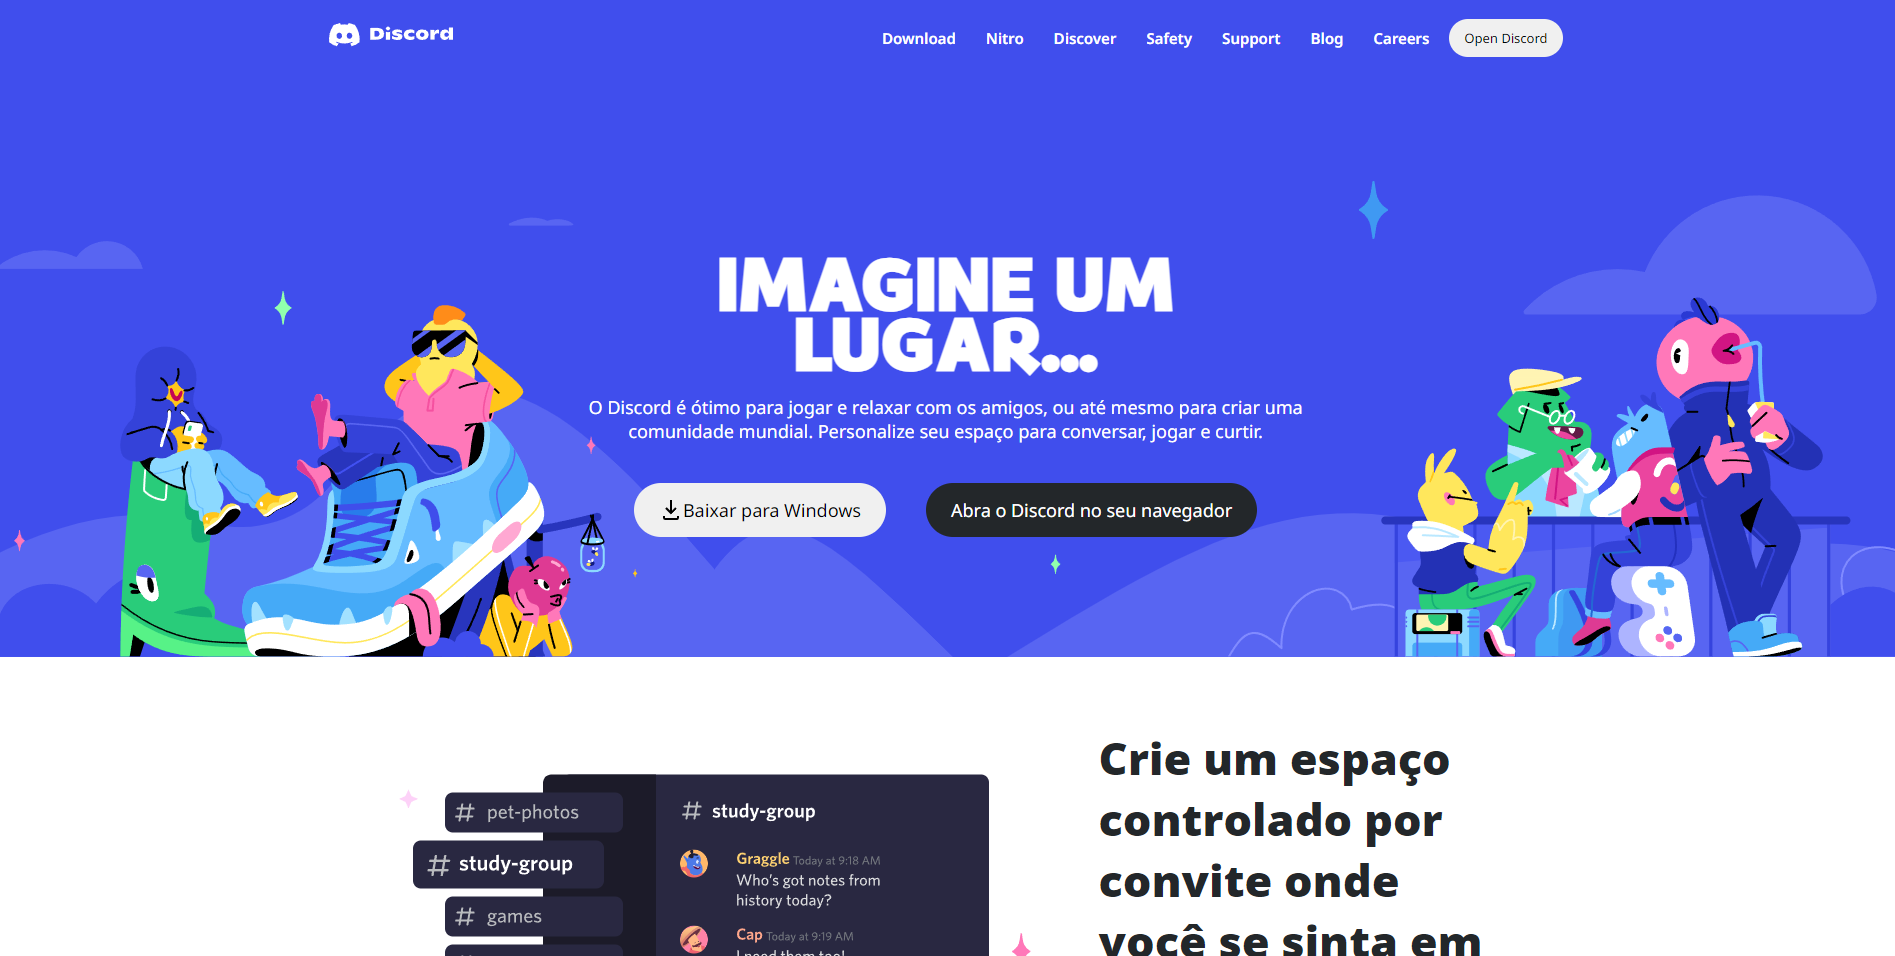 Discord
Download Nitro Discover Safety Support Blog Careers Open Discord
IMAGINE UM
LUGAR...
O Discord é ótimo para jogar e relaxar com os amigos, ou até mesmo para criar uma
comunidade mundial. Personalize seu espaço para conversar, jogar e curtir.
Baixar para Windows
Abra o Discord no seu navegador
# pet-photos
# study-group
# games
# study-group
Graggle Today at 9:18 AM
Who's got notes from
history today?
Cap Today at 9:19 AM
I need them too!
Crie um espaço
controlado por
convite onde
você se sinta em